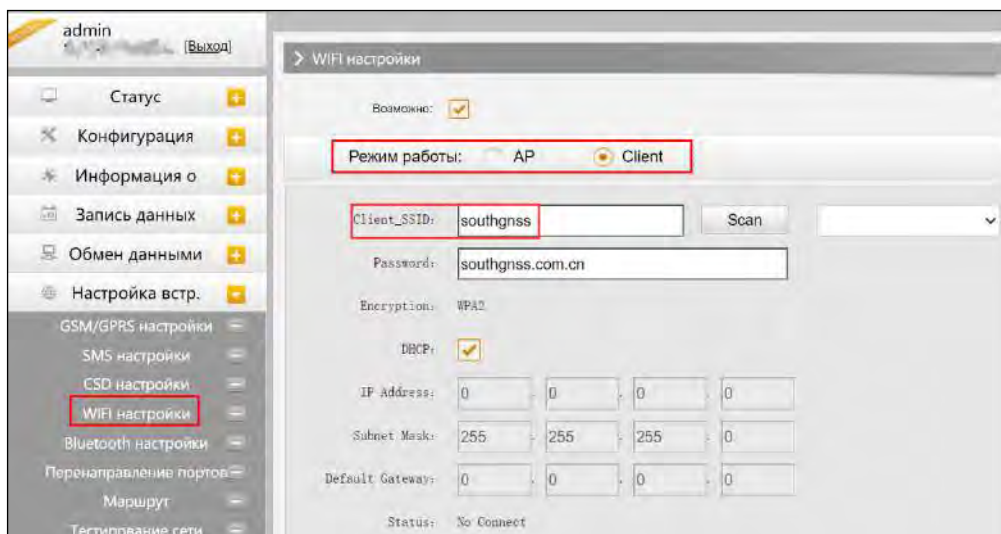 admin
[Выход]
Статус
Конфигурация
Информация о
Запись данных
Обмен данными
Настройка встр.
GSM/GPRS настройки
SMS настройки
CSD настройки
WIFI настройки
Bluetooth настройки
Перенаправление портов
Маршрут
Тестирование сети
WIFI настройки
Возможно:
Режим работы: AP Client
Client_SSID: southgnss Scan
Password: southgnss.com.cn
Encryption: WPA2
DHCP:
IP Address: 0 . 0 . 0 . 0
Subnet Mask: 255 . 255 . 255 . 0
Default Gateway: 0 . 0 . 0 . 0
Status: No Connect